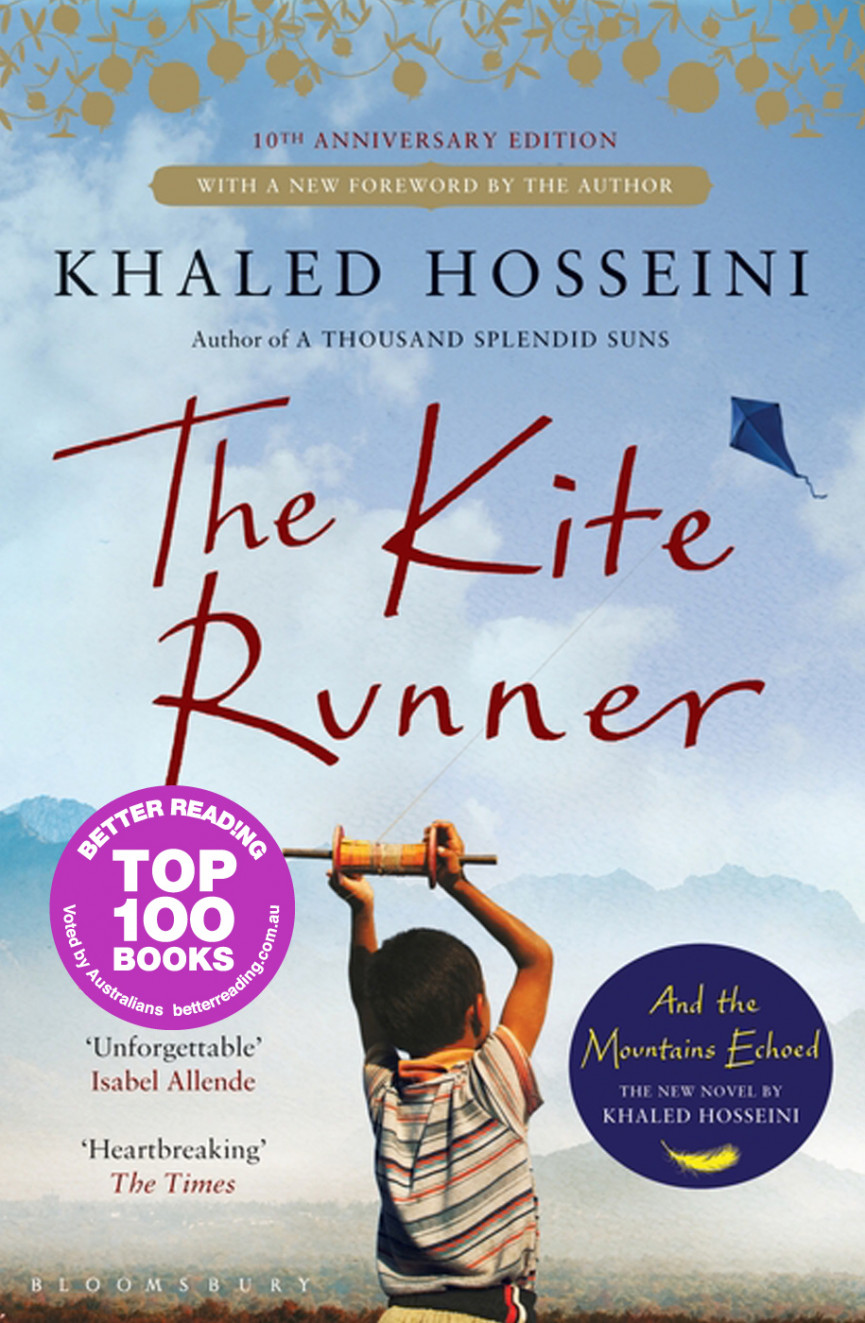 10TH ANNIVERSARY EDITION
WITH A NEW FOREWORD BY THE AUTHOR
KHALED HOSSEINI
Author of A THOUSAND SPLENDID SUNS
The Kite
Runner
BETTER READ!NG
TOP
100
BOOKS
Voted by Australians betterreading.com.au
'Unforgettable'
Isabel Allende
'Heartbreaking'
The Times
And the
Mountains Echoed
THE NEW NOVEL BY
KHALED HOSSEINI
BLOOMSBURY